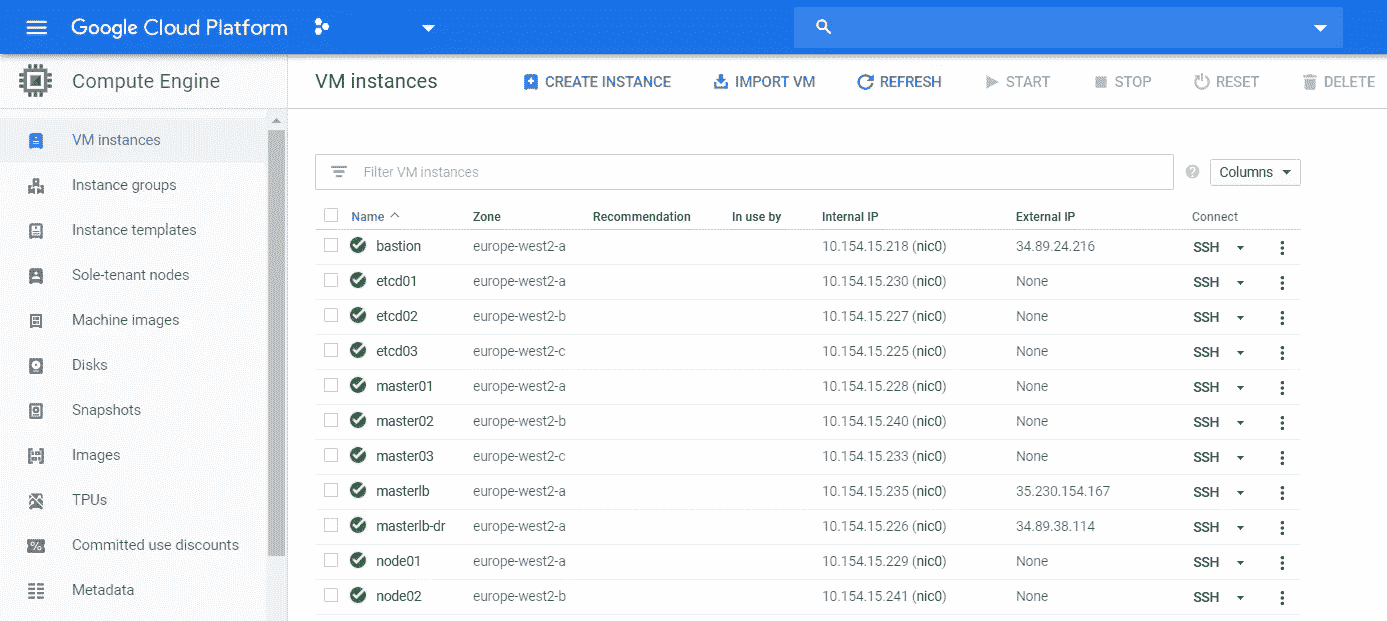 Google Cloud Platform
Compute Engine
VM instances CREATE INSTANCE IMPORT VM REFRESH START STOP RESET DELETE
VM instances
Instance groups
Instance templates
Sole-tenant nodes
Machine images
Disks
Snapshots
Images
TPUs
Committed use discounts
Metadata
Filter VM instances Columns
Name Zone Recommendation In use by Internal IP External IP Connect
bastion europe-west2-a 10.154.15.218 (nic0) 34.89.24.216 SSH
etcd01 europe-west2-a 10.154.15.230 (nic0) None SSH
etcd02 europe-west2-b 10.154.15.227 (nic0) None SSH
etcd03 europe-west2-c 10.154.15.225 (nic0) None SSH
master01 europe-west2-a 10.154.15.228 (nic0) None SSH
master02 europe-west2-b 10.154.15.240 (nic0) None SSH
master03 europe-west2-c 10.154.15.233 (nic0) None SSH
masterlb europe-west2-a 10.154.15.235 (nic0) 35.230.154.167 SSH
masterlb-dr europe-west2-a 10.154.15.226 (nic0) 34.89.38.114 SSH
node01 europe-west2-a 10.154.15.229 (nic0) None SSH
node02 europe-west2-b 10.154.15.241 (nic0) None SSH